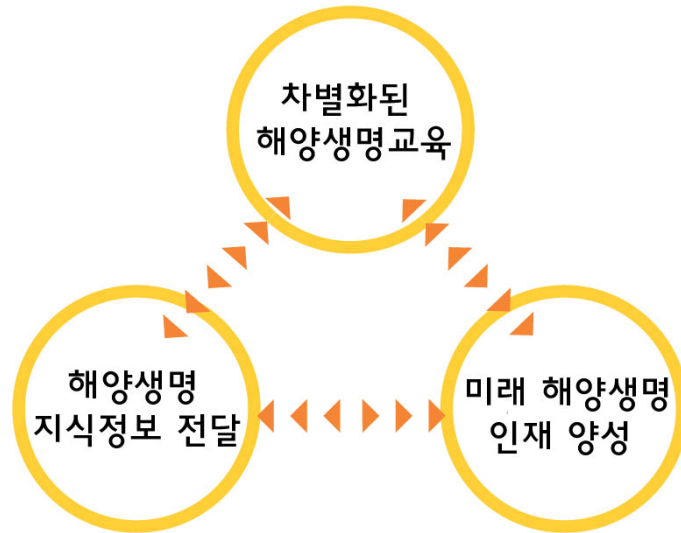 차별화된
해양생명교육
해양생명
지식정보 전달
미래 해양생명
인재 양성